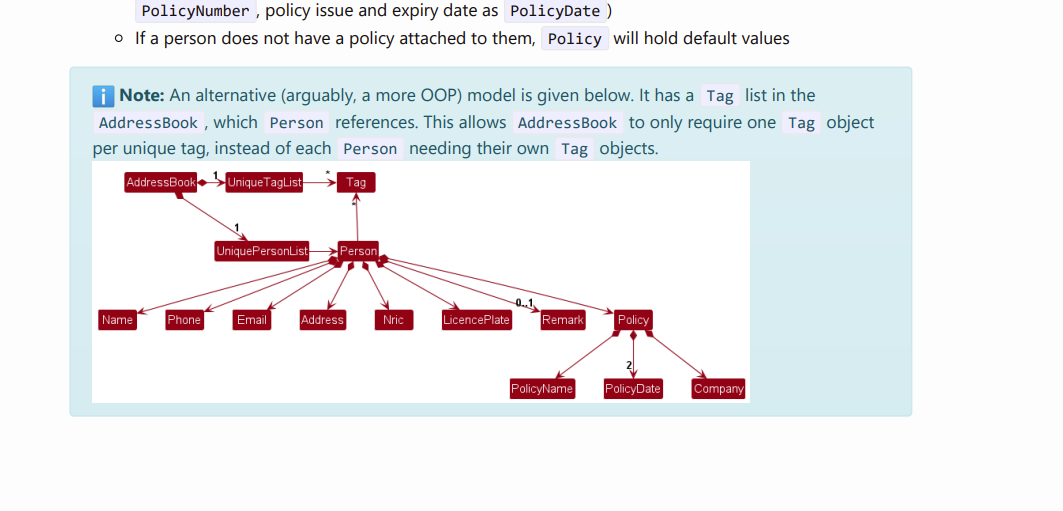 PolicyNumber , policy issue and expiry date as PolicyDate )
If a person does not have a policy attached to them, Policy will hold default values
Note: An alternative (arguably, a more OOP) model is given below. It has a Tag list in the
AddressBook , which Person references. This allows AddressBook to only require one Tag object
per unique tag, instead of each Person needing their own Tag objects.
AddressBook 1 UniqueTagList * Tag
*
1
UniquePersonList Person
0..1
Name Phone Email Address Nric LicencePlate Remark Policy
2
PolicyName PolicyDate Company